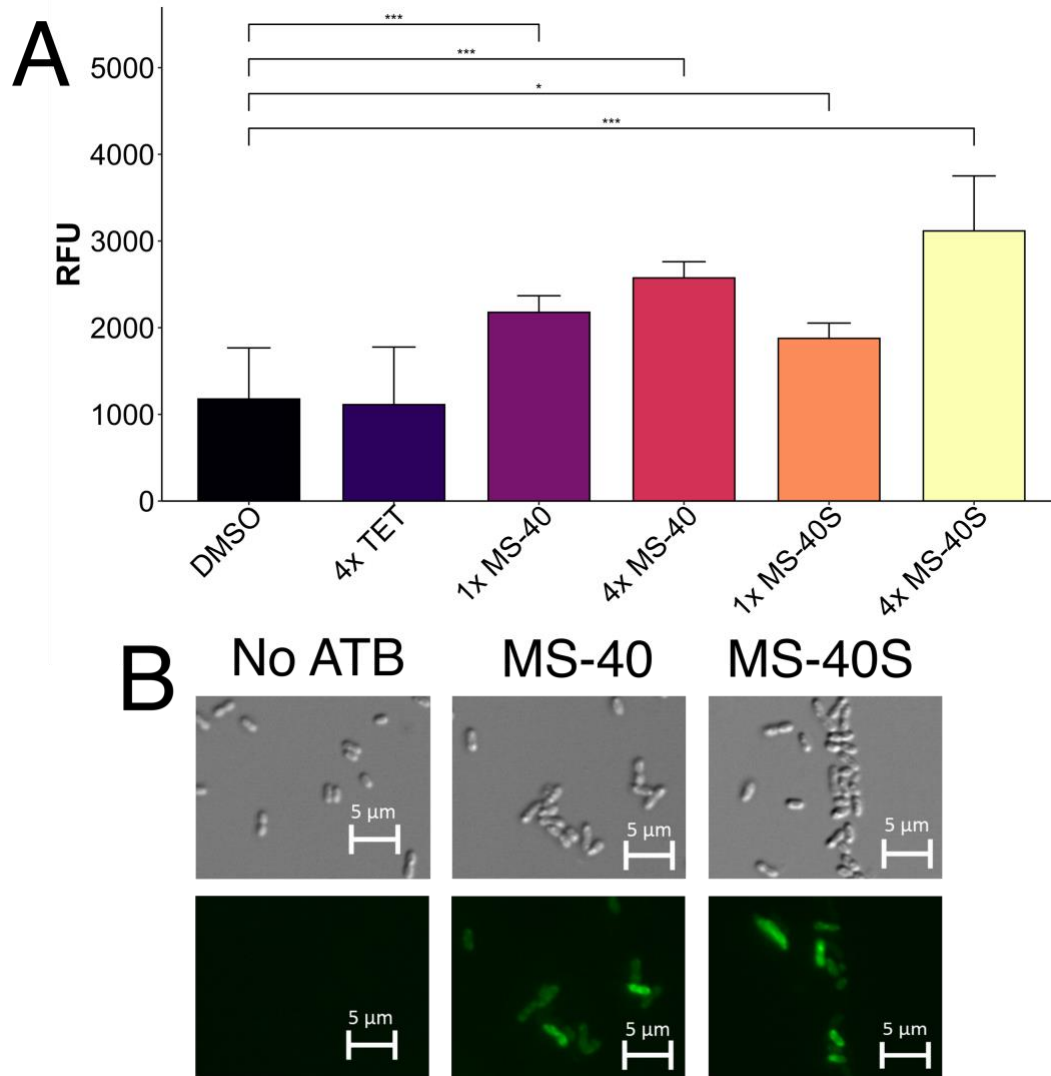 A
***
***
*
***
5000
4000
3000
2000
1000
0
RFU
DMSO
4x TET
1x MS-40
4x MS-40
1x MS-40S
4x MS-40S
B
No ATB
MS-40
MS-40S
5 μm
5 μm
5 μm
5 μm
5 μm
5 μm